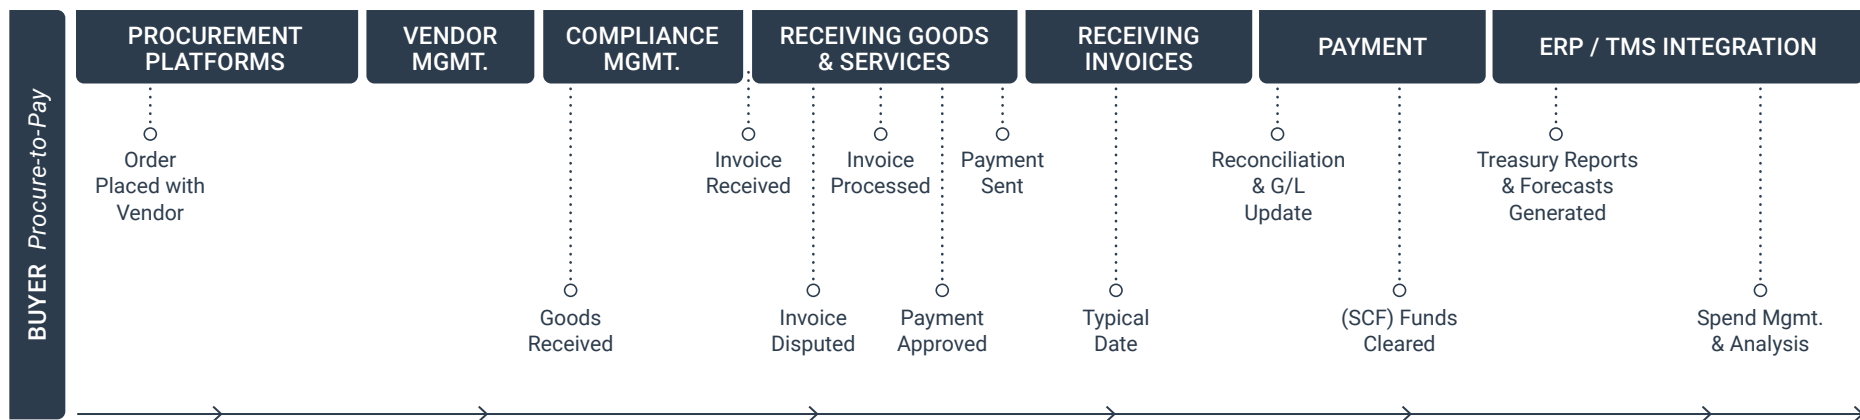 BUYER Procure-to-Pay
PROCUREMENT
PLATFORMS
VENDOR
MGMT.
COMPLIANCE
MGMT.
RECEIVING GOODS
& SERVICES
RECEIVING
INVOICES
PAYMENT
ERP / TMS INTEGRATION
Order
Placed with
Vendor
Invoice
Received
Invoice
Processed
Payment
Sent
Reconciliation
& G/L
Update
Treasury Reports
& Forecasts
Generated
Goods
Received
Invoice
Disputed
Payment
Approved
Typical
Date
(SCF) Funds
Cleared
Spend Mgmt.
& Analysis